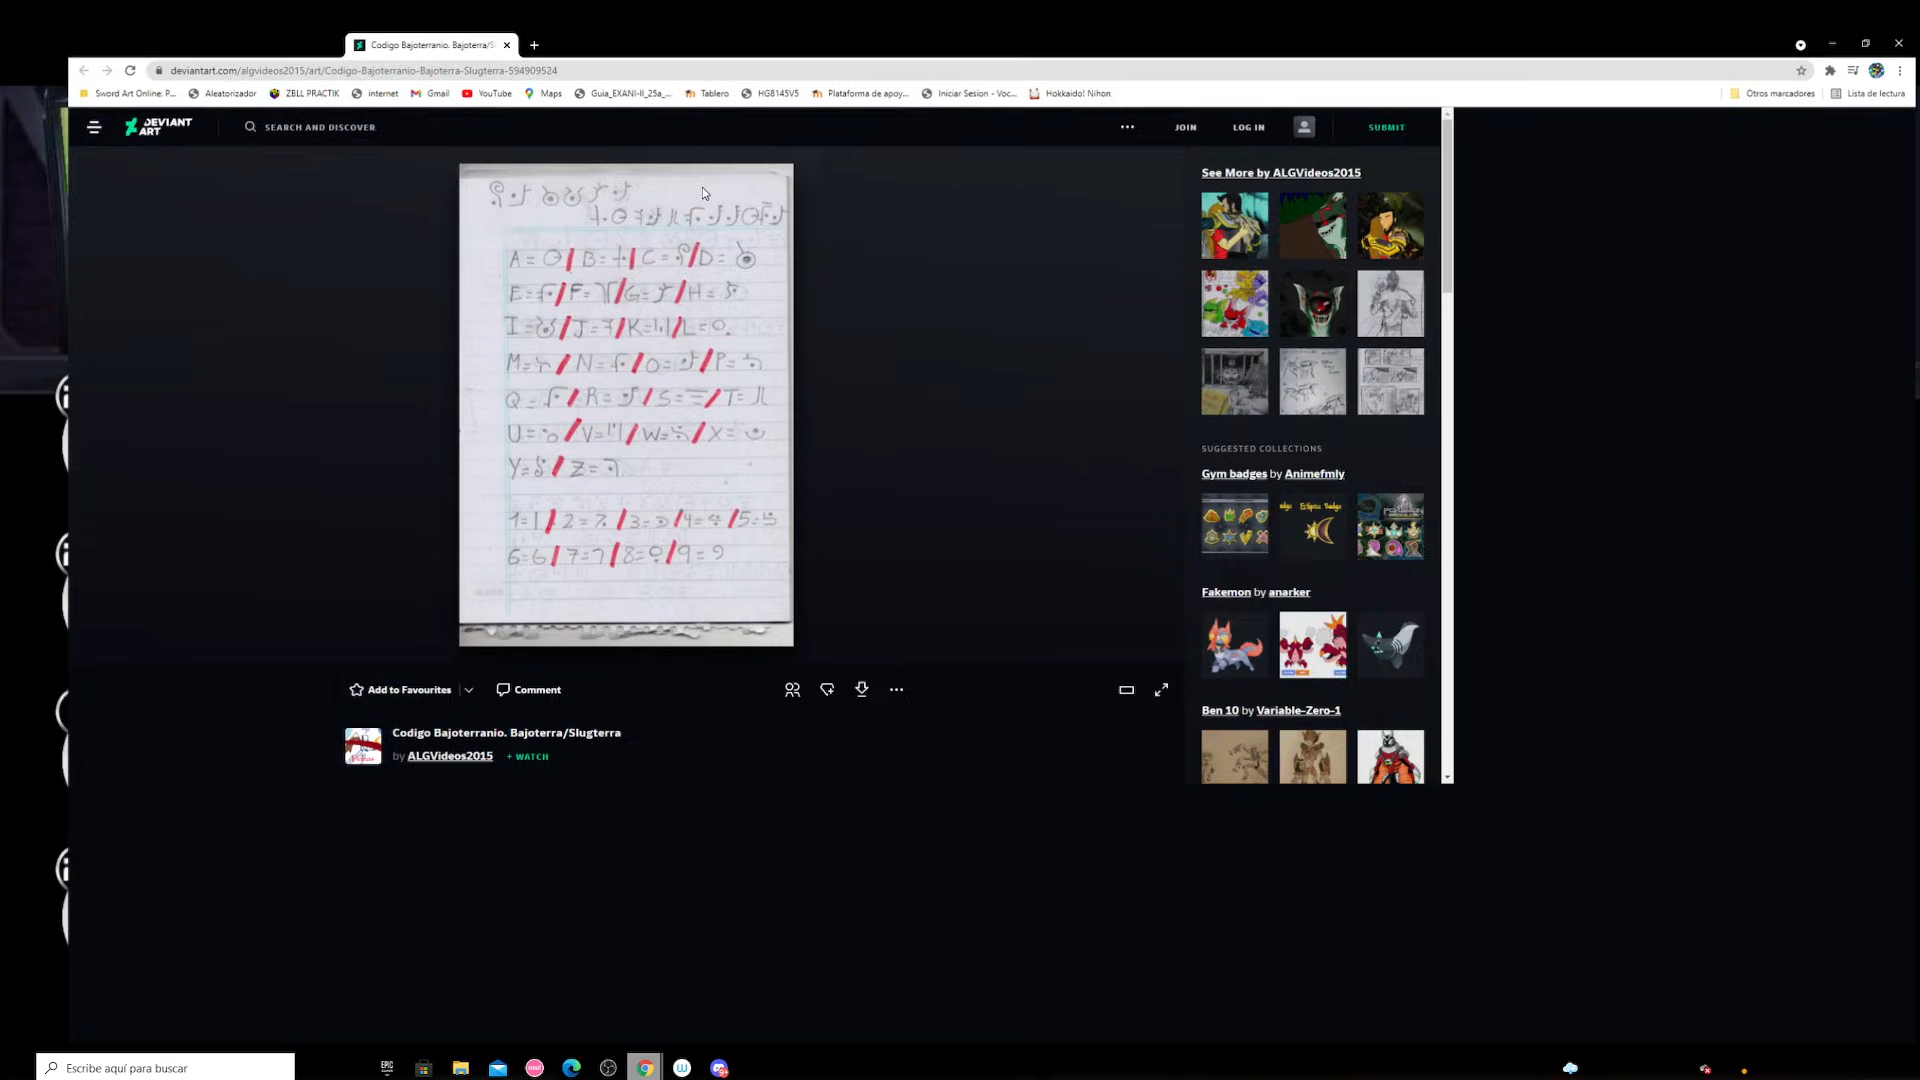 Codigo Bajoterranio. Bajoterra/S
deviantart.com/algvideos2015/art/Codigo-Bajoterranio-Bajoterra-Slugterra-594909524
Sword Art Online: P... Aleatorizador ZBLL PRACTIK internet Gmail YouTube Maps Guia_EXANI-II_25a_... Tablero HG8145V5 Plataforma de apoy... Iniciar Sesion - Voc... Hokkaido! Nihon Otros marcadores Lista de lectura
DEVIANT ART SEARCH AND DISCOVER ••• JOIN LOG IN SUBMIT
A = / B = / C = / D =
E = / F = / G = / H =
I = / J = / K = / L =
M = / N = / O = / P =
Q = / R = / S = / T =
U = / V = / W = / X =
Y = / Z =
1 = / 2 = / 3 = / 4 = / 5 =
6 = 6 / 7 = / 8 = / 9 =
Add to Favourites Comment
Codigo Bajoterranio. Bajoterra/Slugterra
by ALGVideos2015 + WATCH
See More by ALGVideos2015
SUGGESTED COLLECTIONS
Gym badges by Animefmly
Fakemon by anarker
Ben 10 by Variable-Zero-1
Escribe aquí para buscar
EPIC